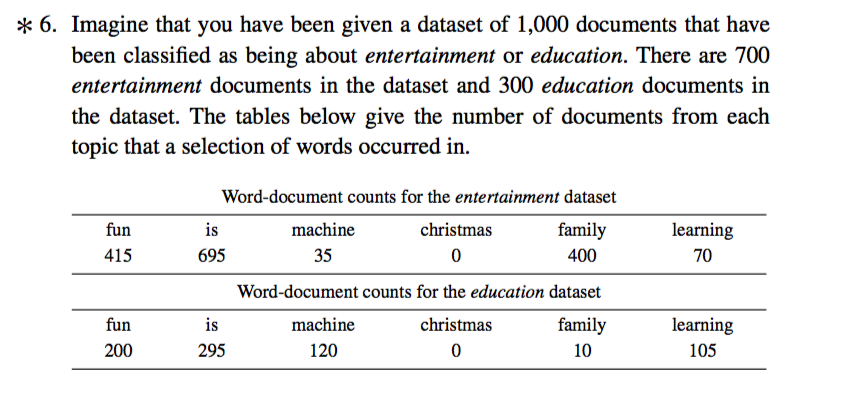 * 6. Imagine that you have been given a dataset of 1,000 documents that have
been classified as being about entertainment or education. There are 700
entertainment documents in the dataset and 300 education documents in
the dataset. The tables below give the number of documents from each
topic that a selection of words occurred in.
Word-document counts for the entertainment dataset
fun is machine christmas family learning
415 695 35 0 400 70
Word-document counts for the education dataset
fun is machine christmas family learning
200 295 120 0 10 105